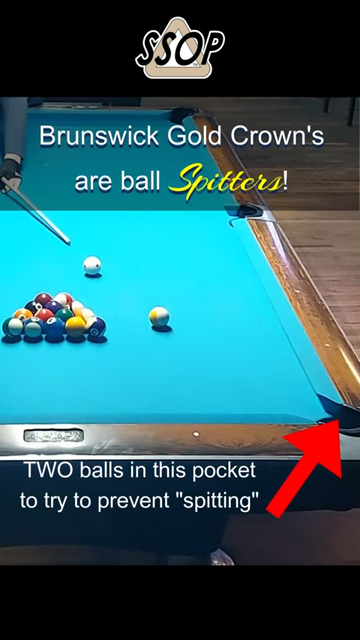 SSOP
Brunswick Gold Crown's
are ball Spitters!
TWO balls in this pocket
to try to prevent "spitting"